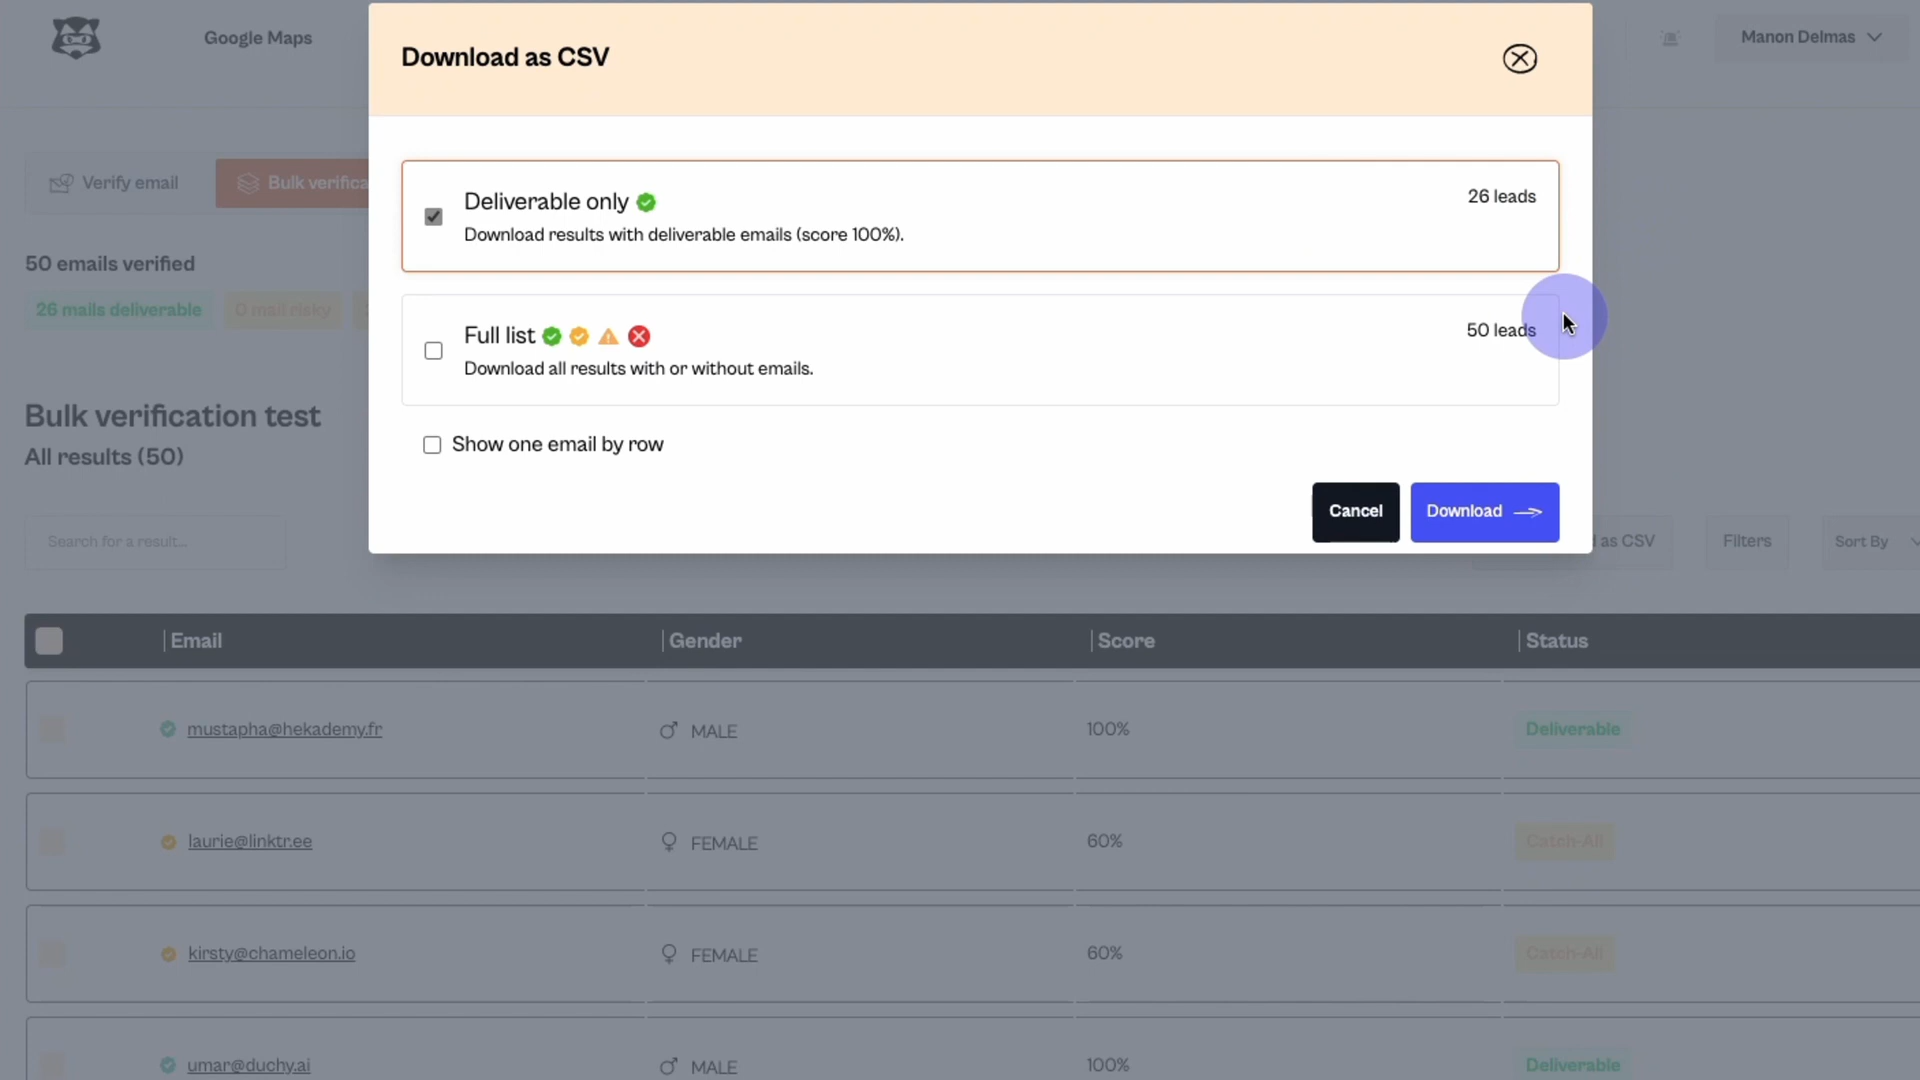 Google Maps
Download as CSV
Manon Delmas
Verify email
Bulk verifica
Deliverable only
26 leads
Download results with deliverable emails (score 100%).
50 emails verified
26 mails deliverable
0 mail risky
Full list
50 leads
Download all results with or without emails.
Bulk verification test
All results (50)
Show one email by row
Cancel
Download
Search for a result...
as CSV
Filters
Sort By
Email
Gender
Score
Status
mustapha@hekademy.fr
MALE
100%
Deliverable
laurie@linktr.ee
FEMALE
60%
Catch-All
kirsty@chameleon.io
FEMALE
60%
Catch-All
umar@duchy.ai
MALE
100%
Deliverable